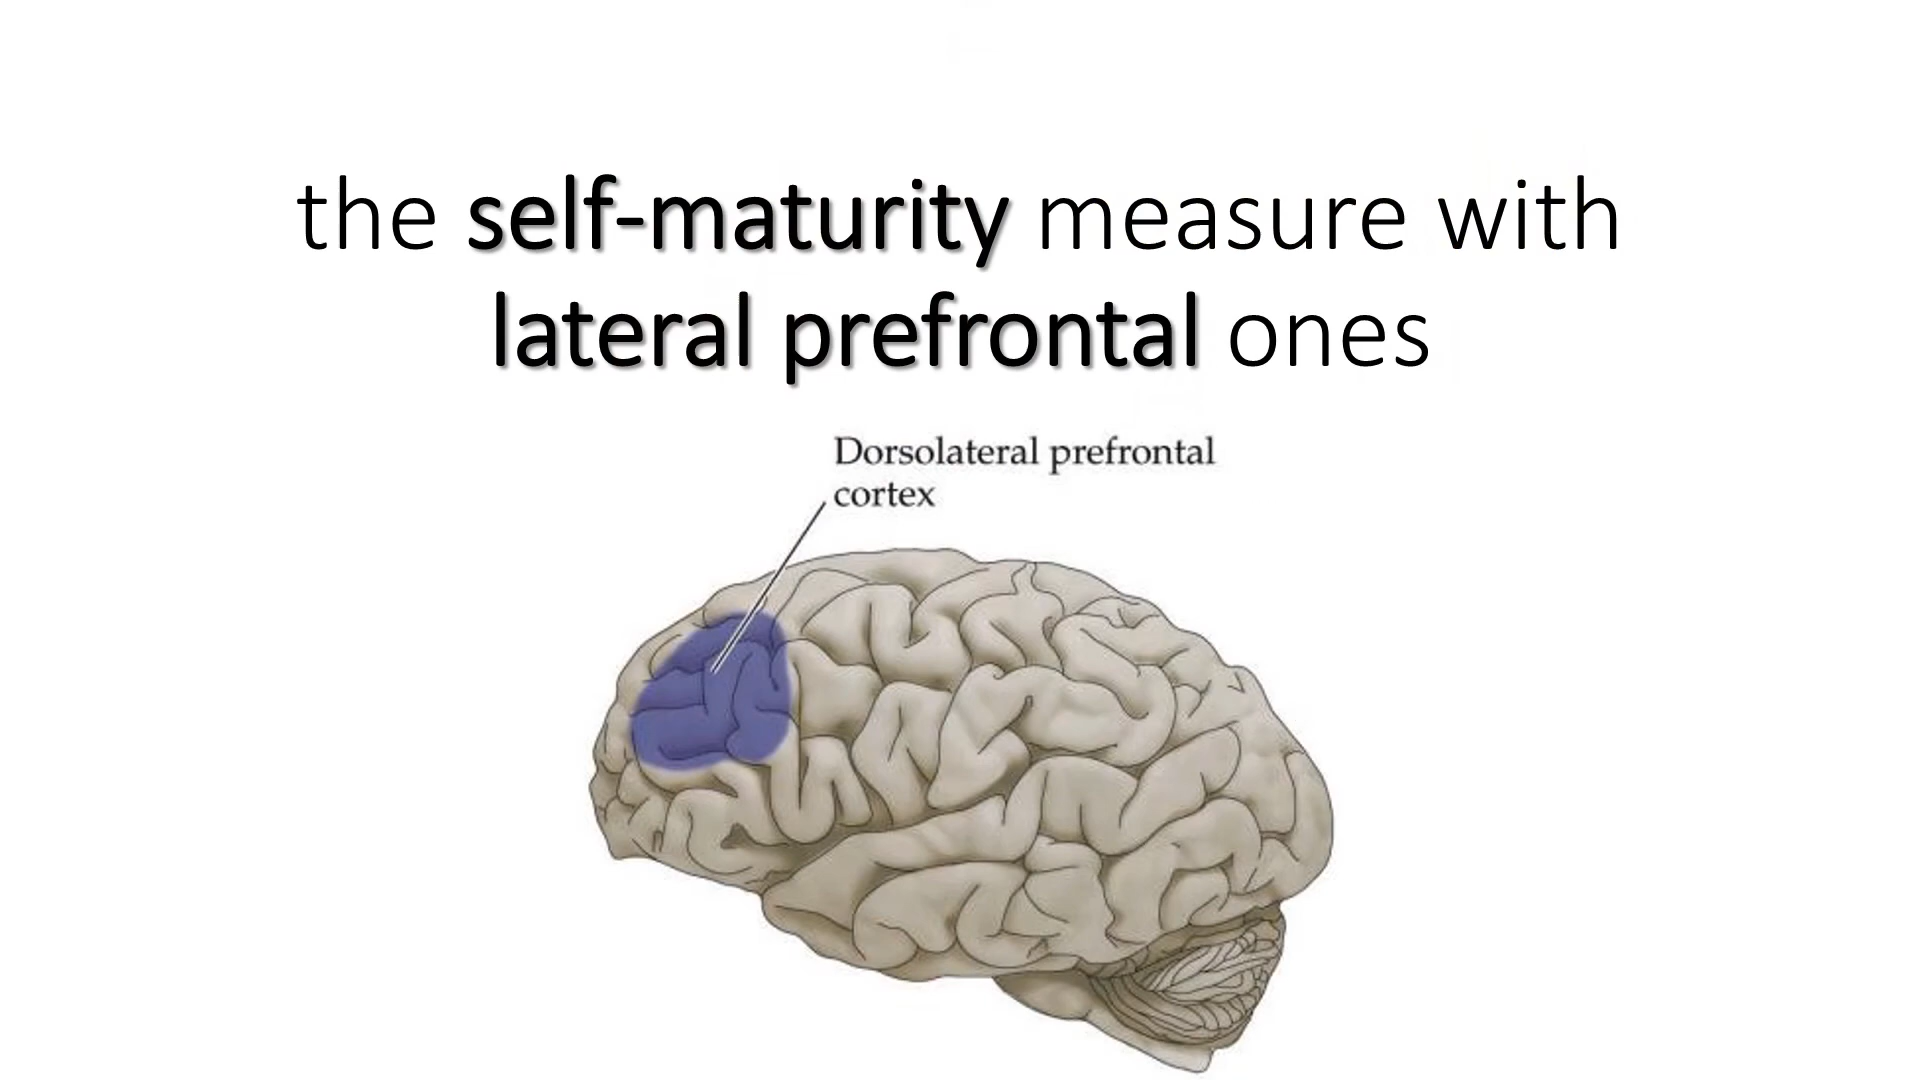 the self-maturity measure with
lateral prefrontal ones
Dorsolateral prefrontal
cortex